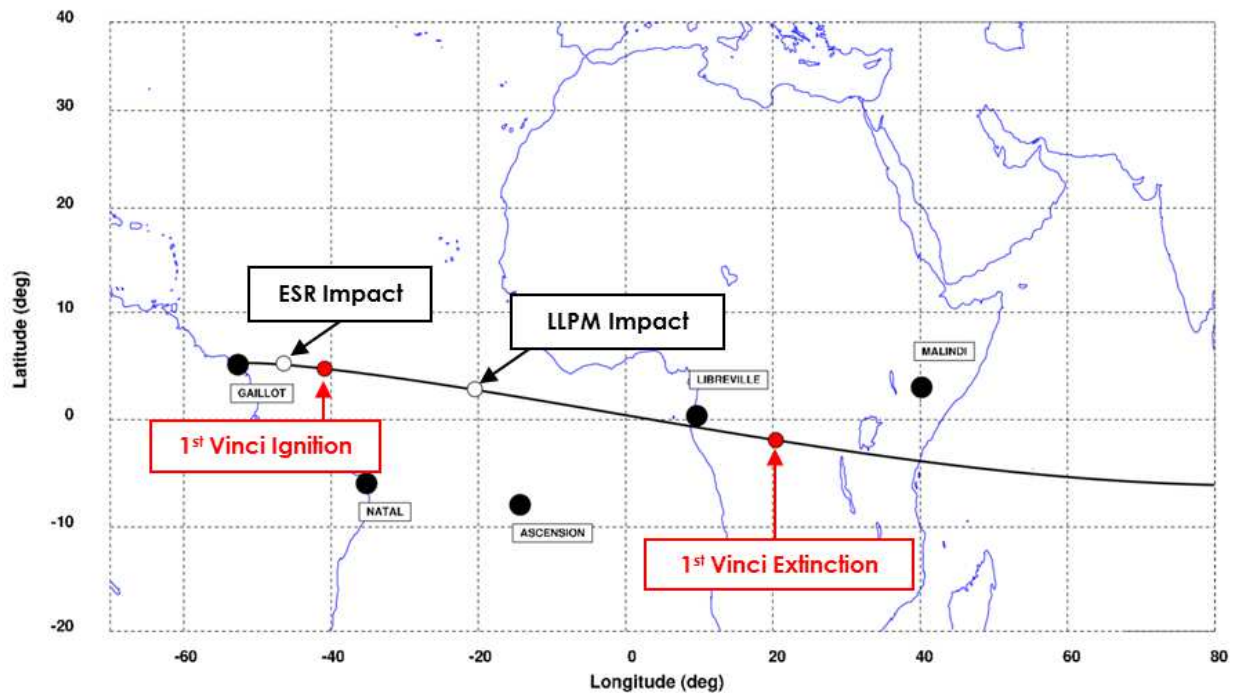 40
30
20
10
0
-10
-20
Latitude (deg)
ESR Impact
LLPM Impact
MALINDI
LIBREVILLE
GAILLOT
1st Vinci Ignition
NATAL
ASCENSION
1st Vinci Extinction
-60
-40
-20
0
20
40
60
80
Longitude (deg)